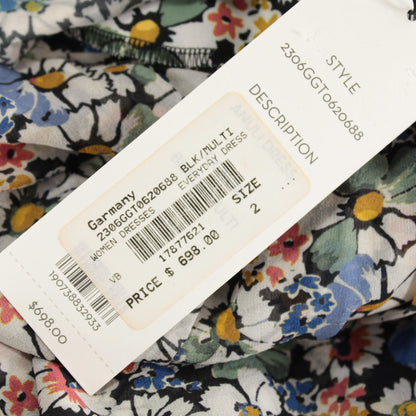 STYLE
2306GGT0620688
DESCRIPTION
Garmany
2306GGT0620688 BLK/MULTI
WOMEN DRESSES EVERYDAY DRESS
17877621
SIZE
VB
PRICE $ 698.00
2
190738832933
$698.00